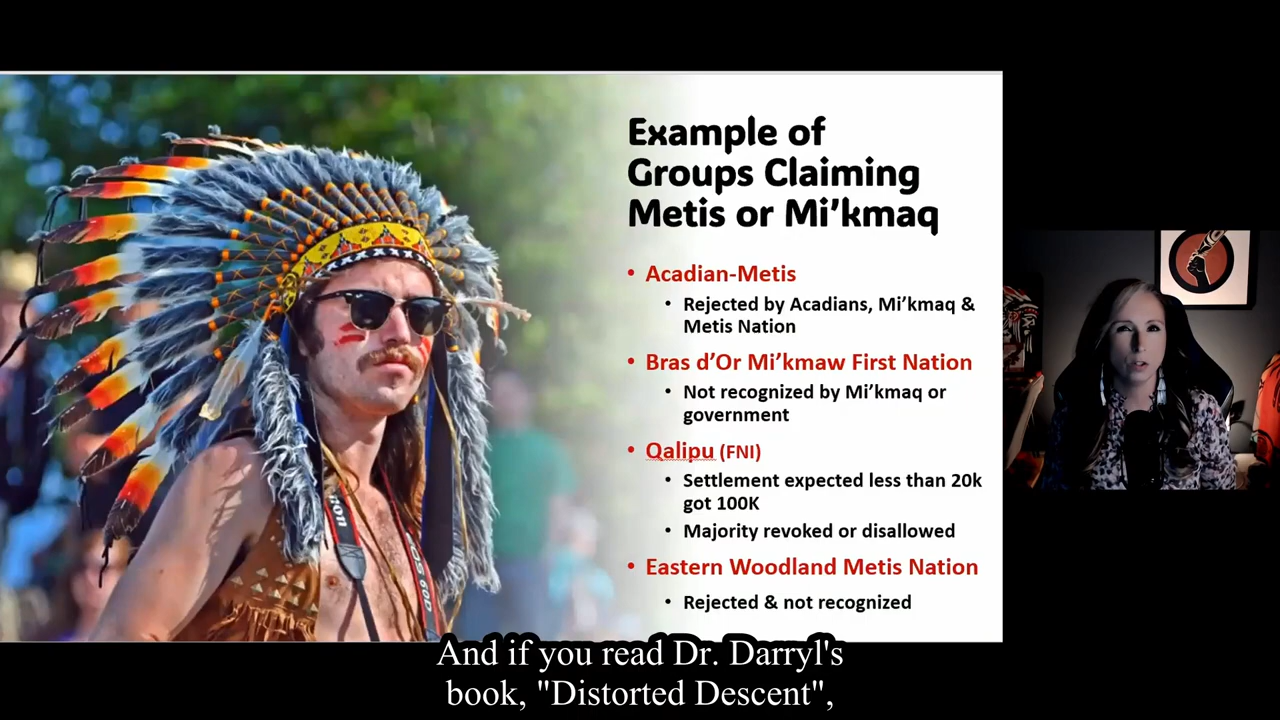 Example of
Groups Claiming
Metis or Mi'kmaq
• Acadian-Metis
• Rejected by Acadians, Mi'kmaq &
Metis Nation
• Bras d'Or Mi'kmaw First Nation
• Not recognized by Mi'kmaq or
government
• Qalipu (FNI)
• Settlement expected less than 20k
got 100K
• Majority revoked or disallowed
• Eastern Woodland Metis Nation
• Rejected & not recognized
EOS 60D
And if you read Dr. Darryl's
book, "Distorted Descent",